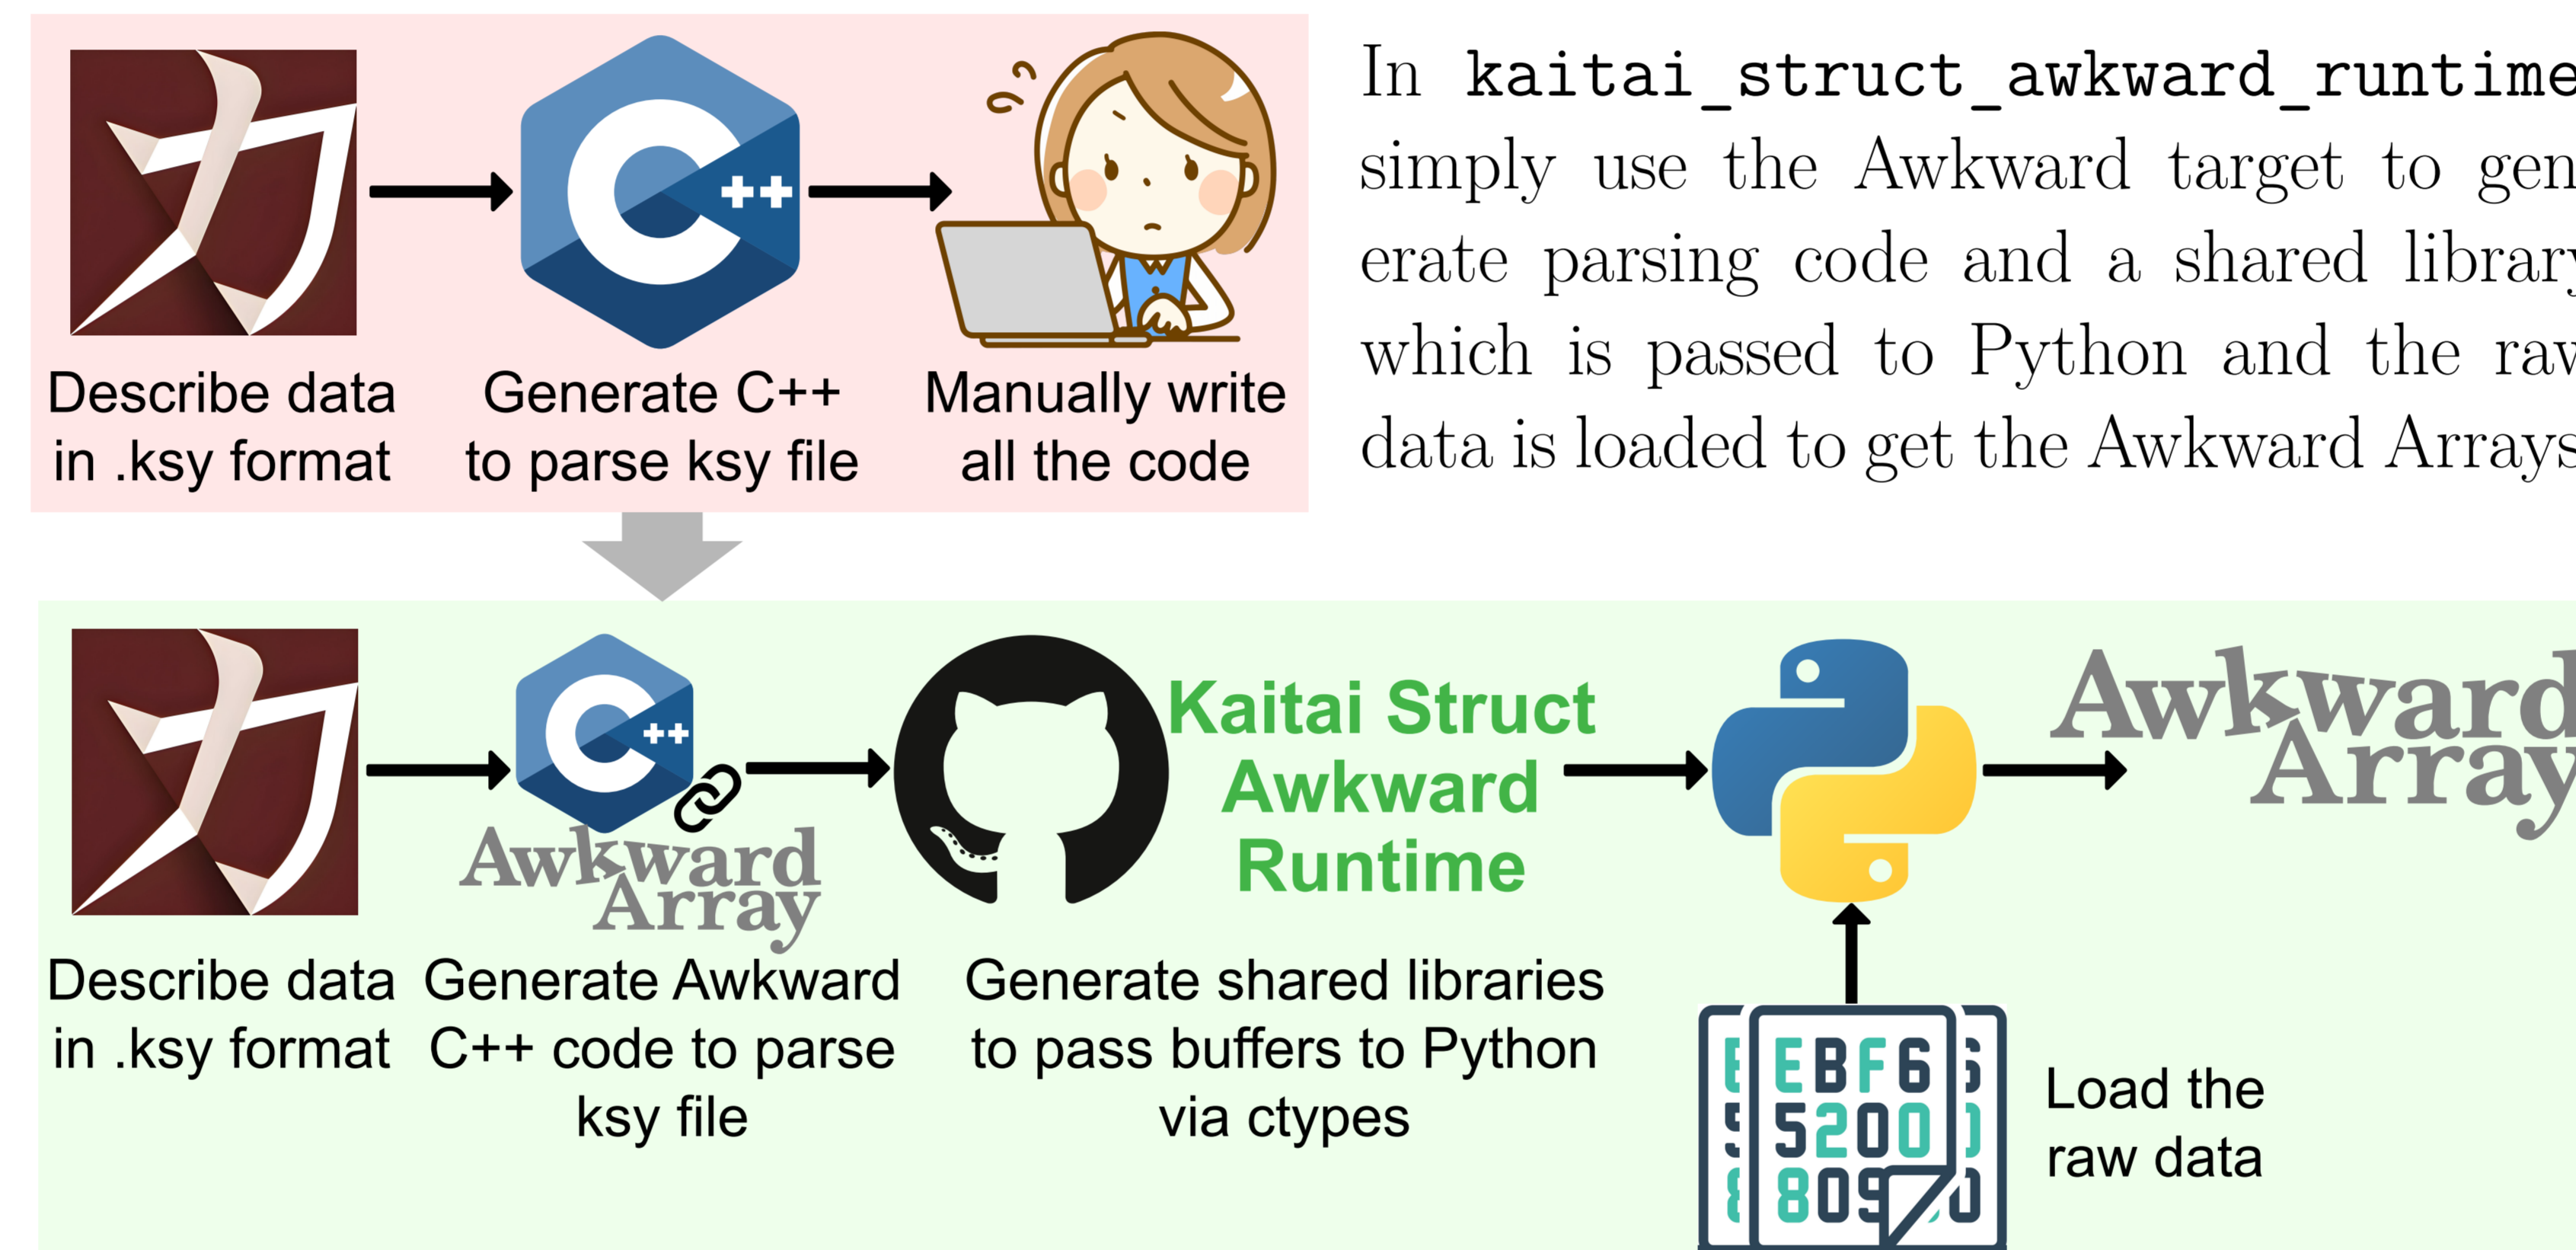 Describe data
in .ksy format
Generate C++
to parse ksy file
Manually write
all the code
In kaitai_struct_awkward_runtime
simply use the Awkward target to gen
erate parsing code and a shared library
which is passed to Python and the raw
data is loaded to get the Awkward Arrays
++
Awkward
Array
Kaitai Struct
Awkward
Runtime
Awkward
Array
Describe data
in .ksy format
Generate Awkward
C++ code to parse
ksy file
Generate shared libraries
to pass buffers to Python
via ctypes
EBF6
5200
809
Load the
raw data